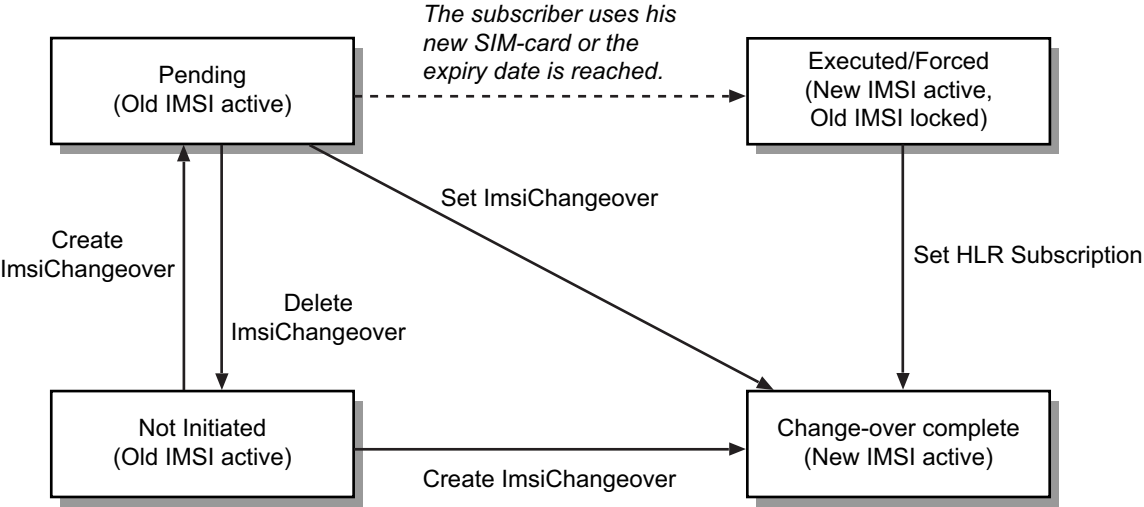 The subscriber uses his
new SIM-card or the
expiry date is reached.
Pending
(Old IMSI active)
Executed/Forced
(New IMSI active,
Old IMSI locked)
Set ImsiChangeover
Create
ImsiChangeover
Set HLR Subscription
Delete
ImsiChangeover
Not Initiated
(Old IMSI active)
Change-over complete
(New IMSI active)
Create ImsiChangeover